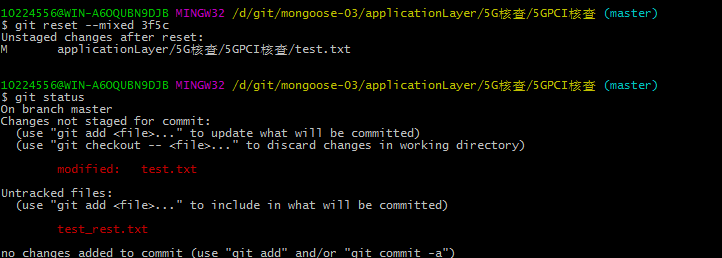 10224556@WIN-A6OQUBN9DJB MINGW32 /d/git/mongoose-03/applicationLayer/5G核查/5GPCI核查 (master)
$ git reset --mixed 3f5c
Unstaged changes after reset:
M       applicationLayer/5G核查/5GPCI核查/test.txt
10224556@WIN-A6OQUBN9DJB MINGW32 /d/git/mongoose-03/applicationLayer/5G核查/5GPCI核查 (master)
$ git status
On branch master
Changes not staged for commit:
  (use "git add <file>..." to update what will be committed)
  (use "git checkout -- <file>..." to discard changes in working directory)
        modified:   test.txt
Untracked files:
  (use "git add <file>..." to include in what will be committed)
        test_rest.txt
no changes added to commit (use "git add" and/or "git commit -a")